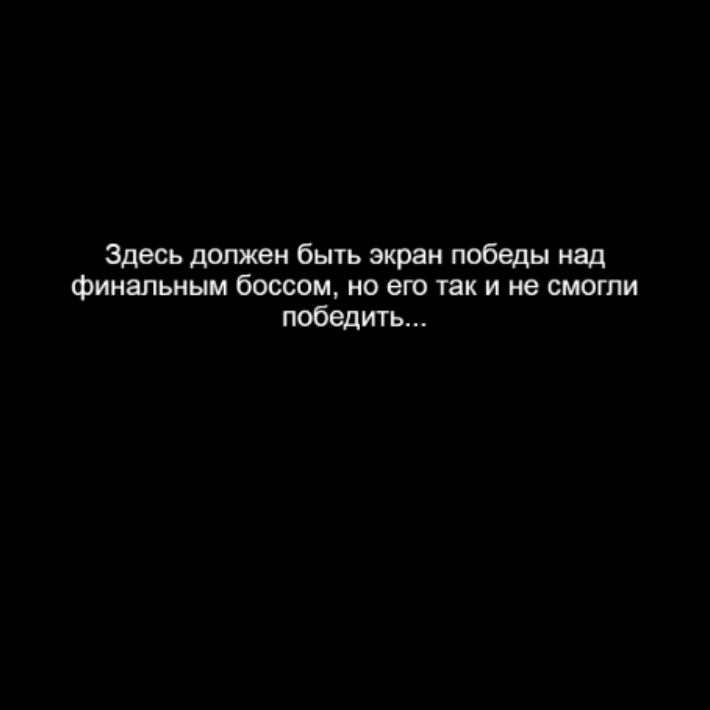 Здесь должен быть экран победы над
финальным боссом, но его так и не смогли
победить...